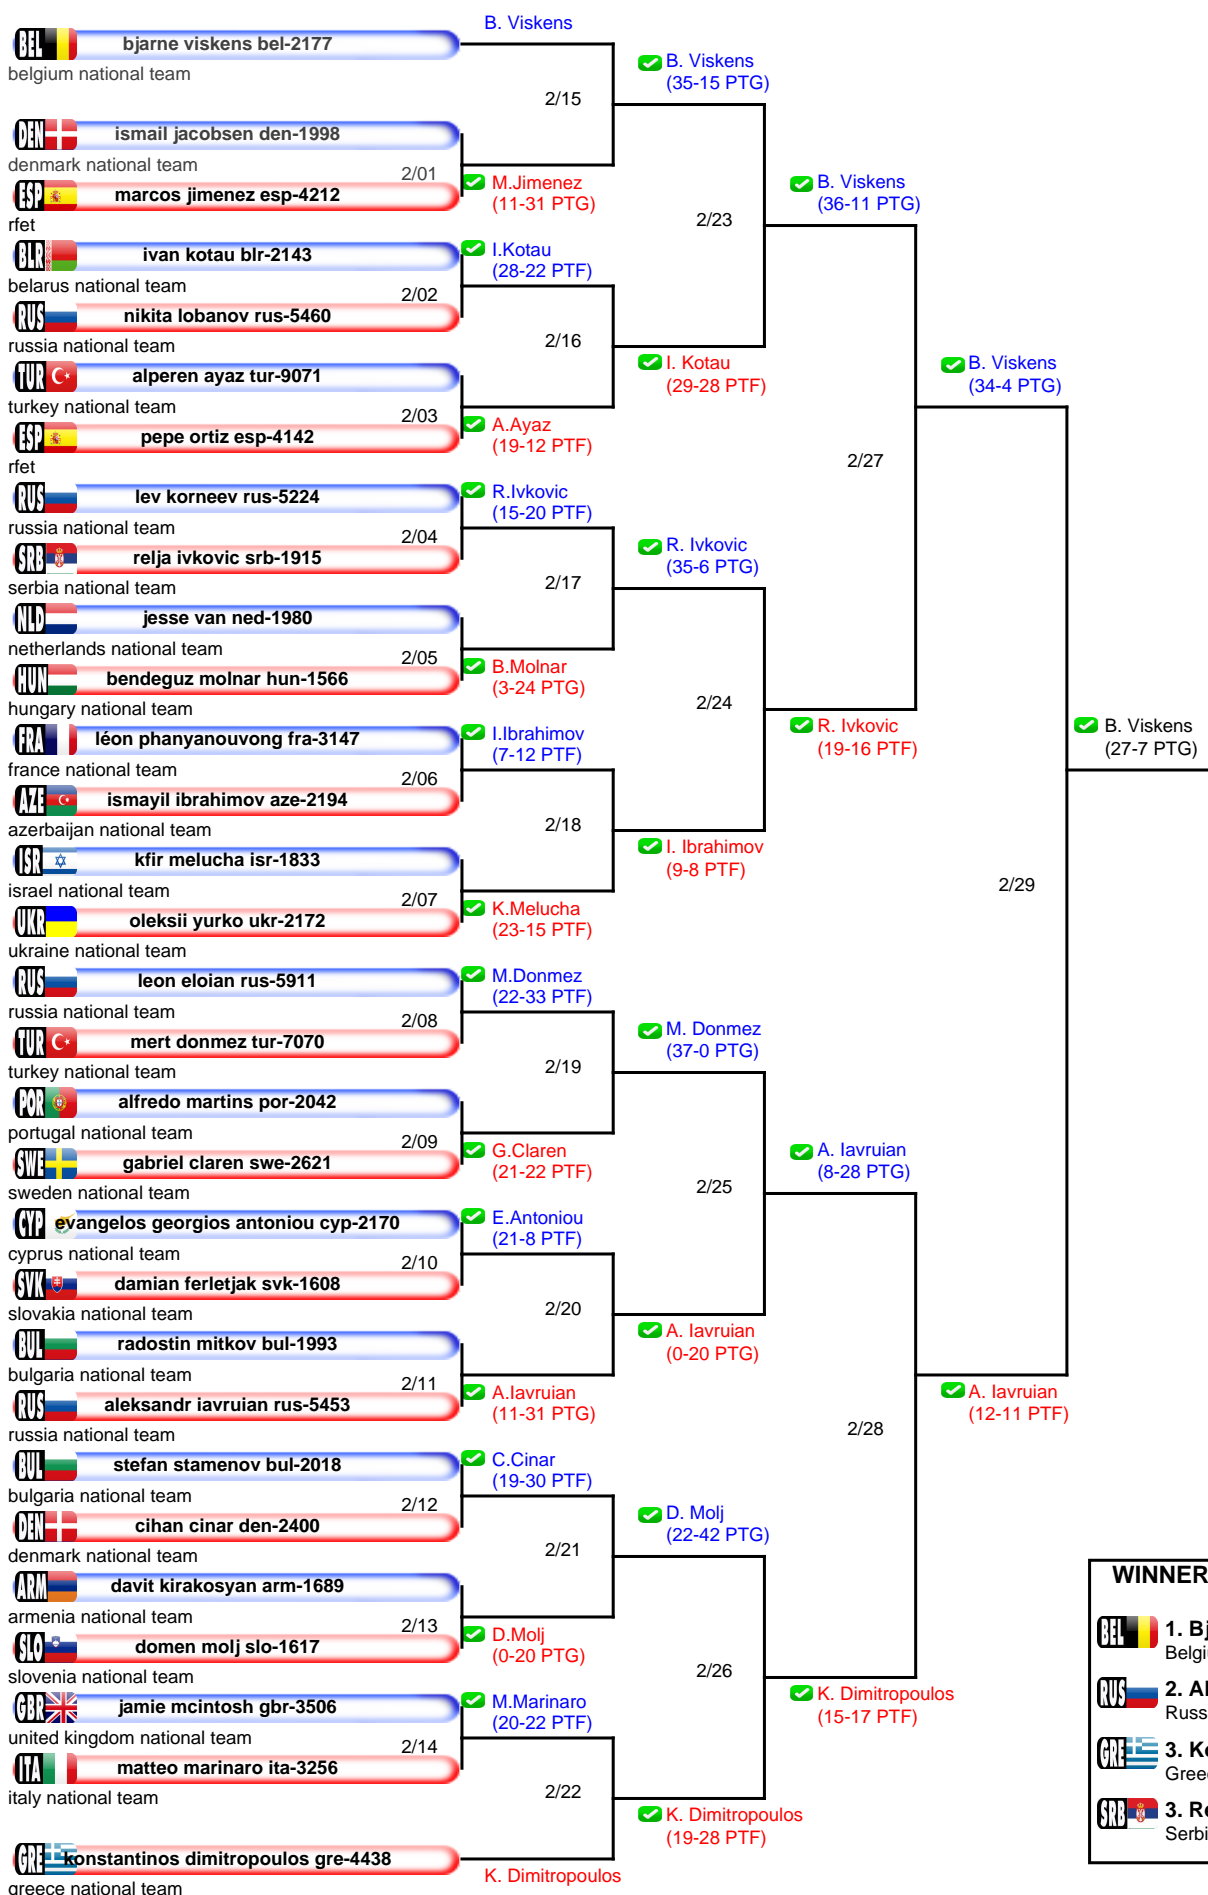 B. Viskens
BEL bjarne viskens bel-2177
belgium national team
B. Viskens
(35-15 PTG)
2/15
DEN ismail jacobsen den-1998
denmark national team
2/01
ESP marcos jimenez esp-4212
rfet
M.Jimenez
(11-31 PTG)
B. Viskens
(36-11 PTG)
2/23
BLR ivan kotau blr-2143
belarus national team
I.Kotau
(28-22 PTF)
2/02
RUS nikita lobanov rus-5460
russia national team
2/16
TUR alperen ayaz tur-9071
turkey national team
I. Kotau
(29-28 PTF)
B. Viskens
(34-4 PTG)
2/03
ESP pepe ortiz esp-4142
rfet
A.Ayaz
(19-12 PTF)
2/27
RUS lev korneev rus-5224
russia national team
R.Ivkovic
(15-20 PTF)
2/04
SRB relja ivkovic srb-1915
serbia national team
R. Ivkovic
(35-6 PTG)
2/17
NLD jesse van ned-1980
netherlands national team
2/05
HUN bendeguz molnar hun-1566
hungary national team
B.Molnar
(3-24 PTG)
2/24
FRA léon phanyanouvong fra-3147
france national team
I.Ibrahimov
(7-12 PTF)
R. Ivkovic
(19-16 PTF)
B. Viskens
(27-7 PTG)
2/06
AZE ismayil ibrahimov aze-2194
azerbaijan national team
2/18
ISR kfir melucha isr-1833
israel national team
I. Ibrahimov
(9-8 PTF)
2/29
2/07
UKR oleksii yurko ukr-2172
ukraine national team
K.Melucha
(23-15 PTF)
RUS leon eloian rus-5911
russia national team
M.Donmez
(22-33 PTF)
2/08
TUR mert donmez tur-7070
turkey national team
M. Donmez
(37-0 PTG)
2/19
POR alfredo martins por-2042
portugal national team
2/09
SWE gabriel claren swe-2621
sweden national team
G.Claren
(21-22 PTF)
A. Iavruian
(8-28 PTG)
2/25
CYP evangelos georgios antoniou cyp-2170
cyprus national team
E.Antoniou
(21-8 PTF)
2/10
SVK damian ferletjak svk-1608
slovakia national team
2/20
BUL radostin mitkov bul-1993
bulgaria national team
A. Iavruian
(0-20 PTG)
2/11
RUS aleksandr iavruian rus-5453
russia national team
A.Iavruian
(11-31 PTG)
A. Iavruian
(12-11 PTF)
2/28
BUL stefan stamenov bul-2018
bulgaria national team
C.Cinar
(19-30 PTF)
2/12
DEN cihan cinar den-2400
denmark national team
D. Molj
(22-42 PTG)
2/21
ARM davit kirakosyan arm-1689
armenia national team
2/13
SLO domen molj slo-1617
slovenia national team
D.Molj
(0-20 PTG)
2/26
GBR jamie mcintosh gbr-3506
united kingdom national team
M.Marinaro
(20-22 PTF)
K. Dimitropoulos
(15-17 PTF)
2/14
ITA matteo marinaro ita-3256
italy national team
2/22
K. Dimitropoulos
(19-28 PTF)
GRE konstantinos dimitropoulos gre-4438
greece national team
K. Dimitropoulos
WINNER
BEL 1. Bj
Belgiu
RUS 2. Al
Russ
GRE 3. Ko
Greec
SRB 3. Re
Serbi